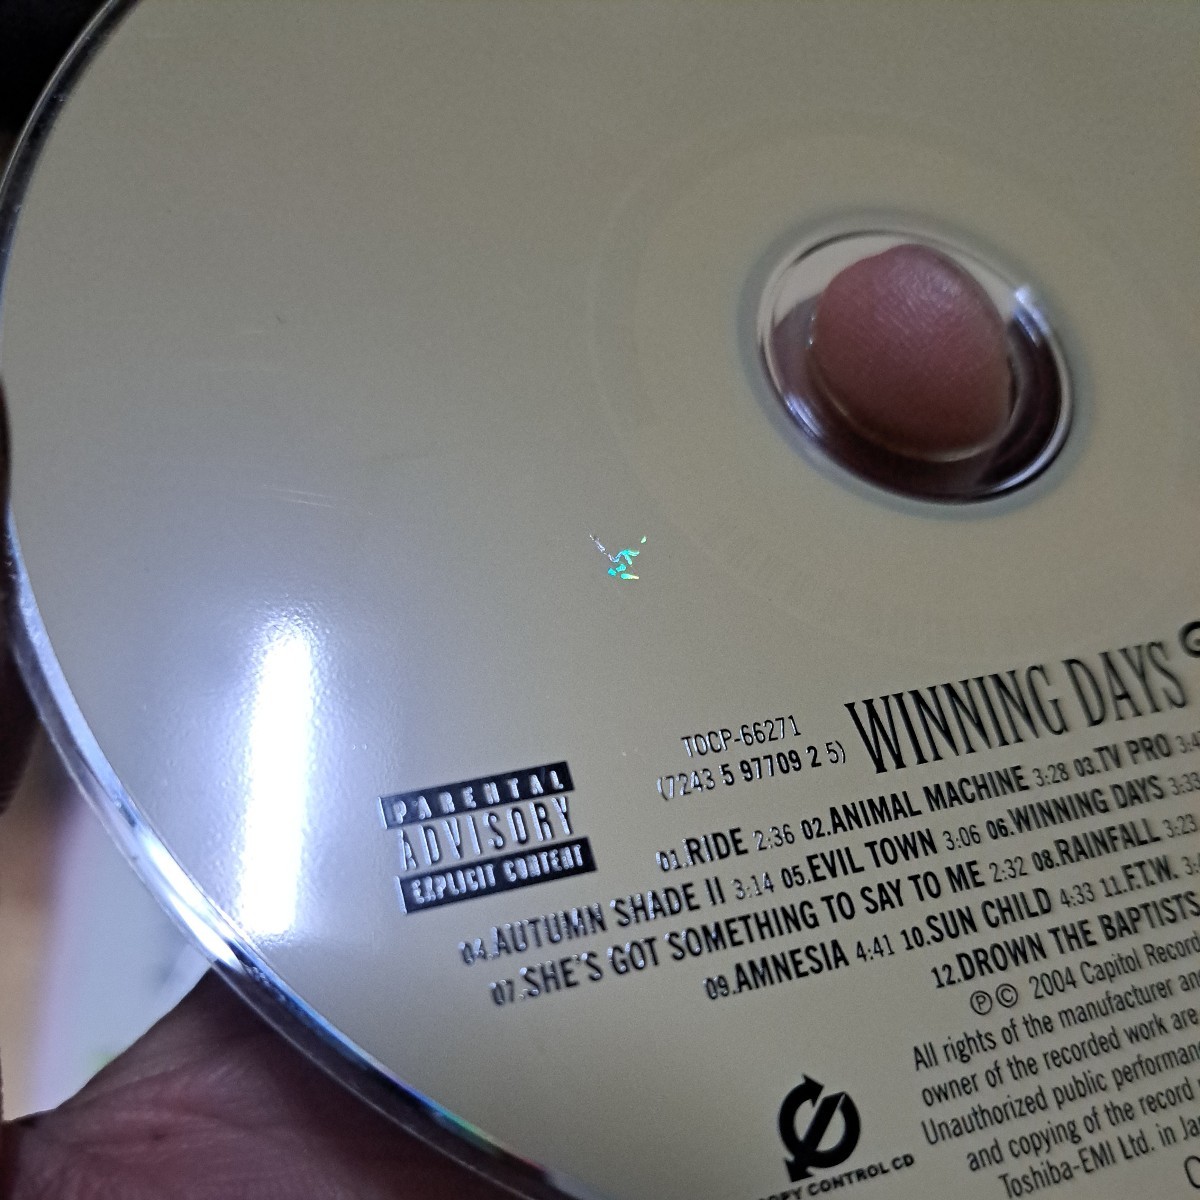 TOCP-66271
(7243 5 97709 2 5)
WINNING DAYS
PARENTAL
ADVISORY
EXPLICIT CONTENT
01.RIDE 2:36 02.ANIMAL MACHINE 3:28 03.TV PRO
04.AUTUMN SHADE II 3:14 05.EVIL TOWN 3:06 06.WINNING DAYS
07.SHE'S GOT SOMETHING TO SAY TO ME 2:32 08.RAINFALL 3:23
09.AMNESIA 4:41 10.SUN CHILD 4:33 11.F.T.W.
12.DROWN THE BAPTISTS
Ⓟ© 2004 Capitol Record
All rights of the manufacturer an
owner of the recorded work are
Unauthorized public performan
and copying of the record
Toshiba-EMI Ltd. in Ja
COPY CONTROL CD